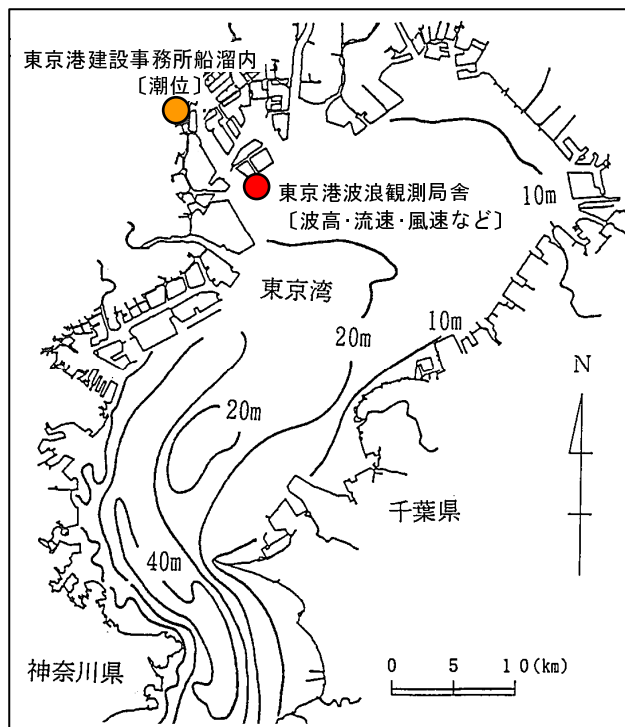 東京港建設事務所船溜内
〔潮位〕
東京港波浪観測局舎
〔波高・流速・風速など〕
10m
東京湾
20m
10m
N
20m
千葉県
40m
神奈川県
0 5 10(km)